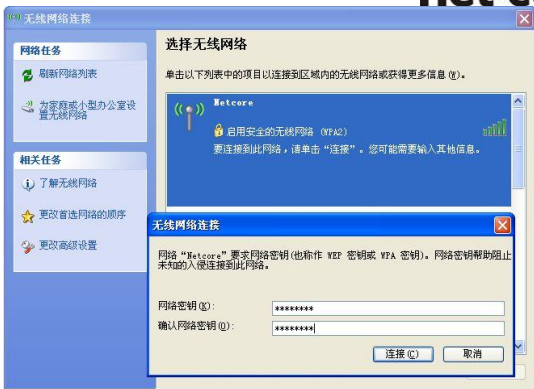 无线网络连接
网络任务
刷新网络列表
为家庭或小型办公室设
置无线网络
相关任务
了解无线网络
更改首选网络的顺序
更改高级设置
选择无线网络
单击以下列表中的项目以连接到区域内的无线网络或获得更多信息(W)。
Netcore
启用安全的无线网络 (WPA2)
要连接到此网络，请单击“连接”。您可能需要输入其他信息。
无线网络连接
网络“Netcore”要求网络密钥(也称作 WEP 密钥或 WPA 密钥)。网络密钥帮助阻止
未知的入侵连接到此网络。
网络密钥(K):
********
确认网络密钥(O):
********
连接(C)
取消